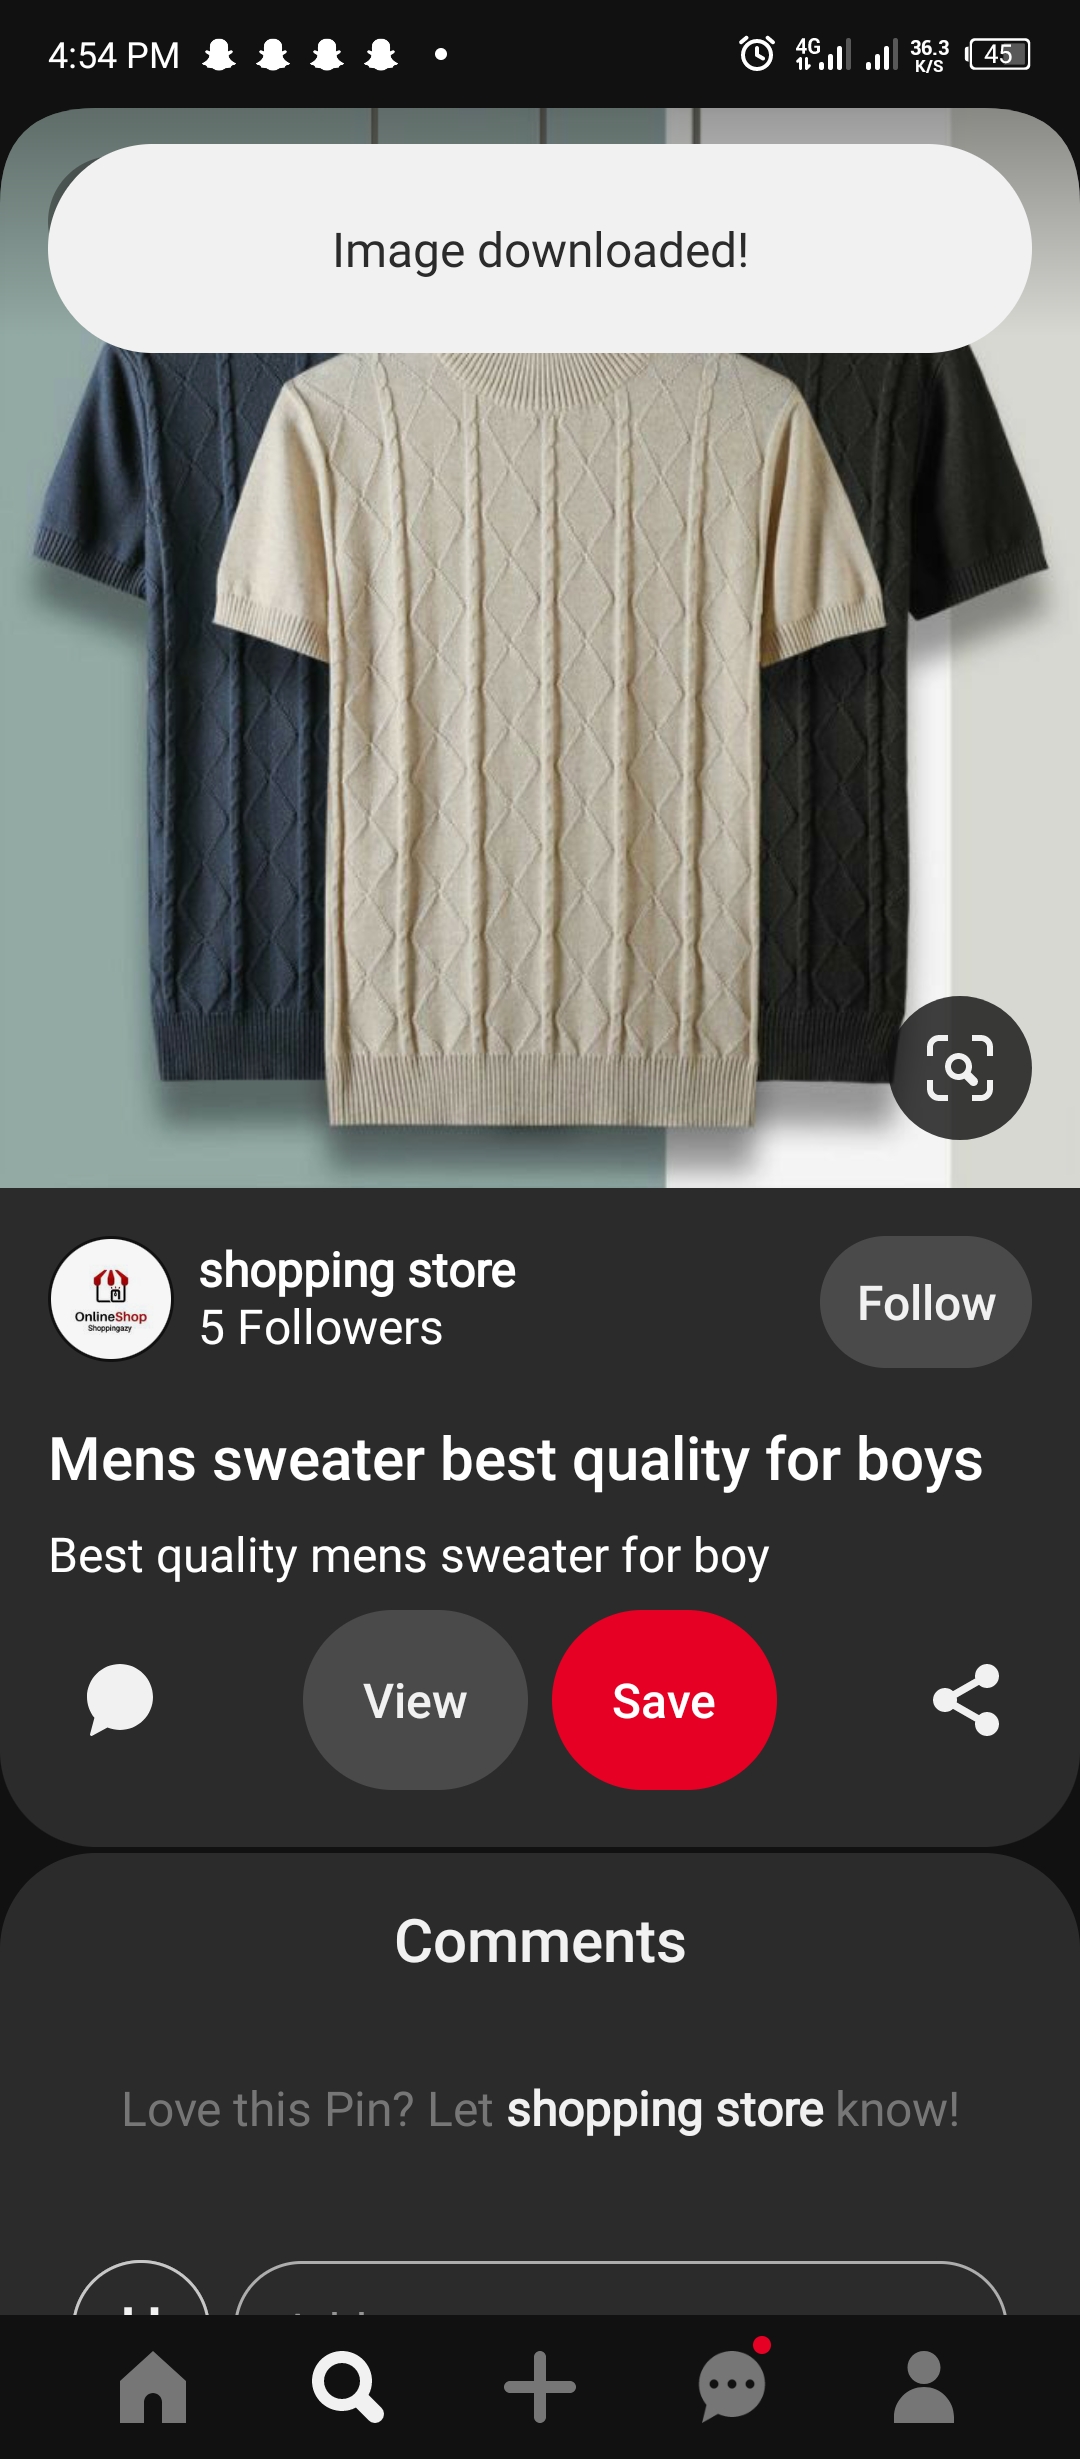 4:54 PM
4G
36.3
K/S
45
Image downloaded!
OnlineShop
Shoppingazy
shopping store
5 Followers
Follow
Mens sweater best quality for boys
Best quality mens sweater for boy
View
Save
Comments
Love this Pin? Let shopping store know!